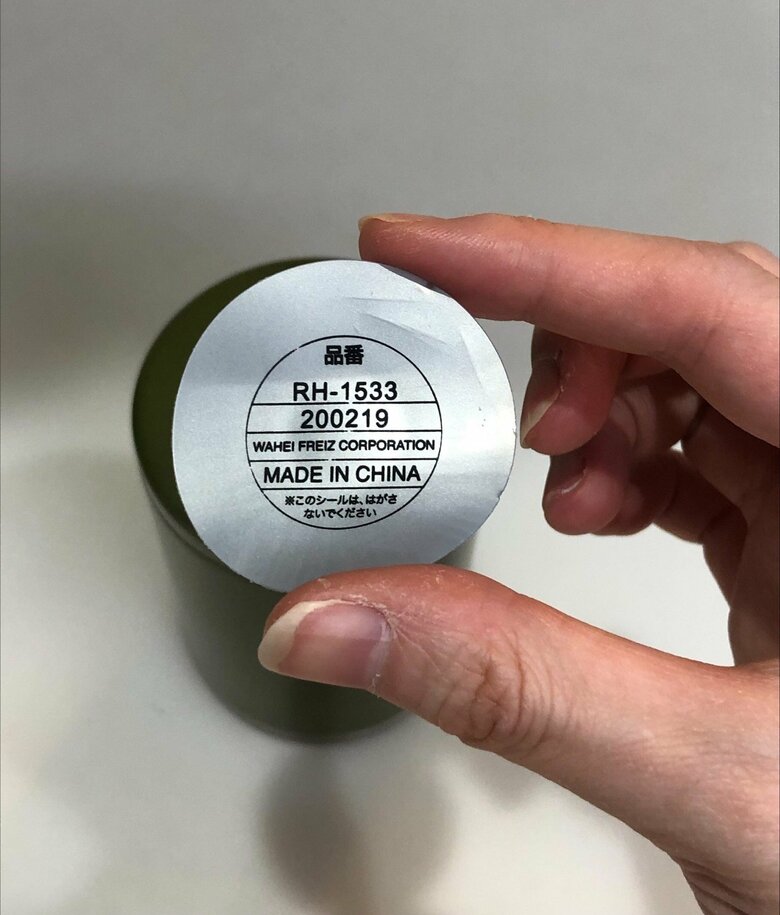 品番
RH-1533
200219
WAHEI FREIZ CORPORATION
MADE IN CHINA
※このシールは、はがさ
ないでください